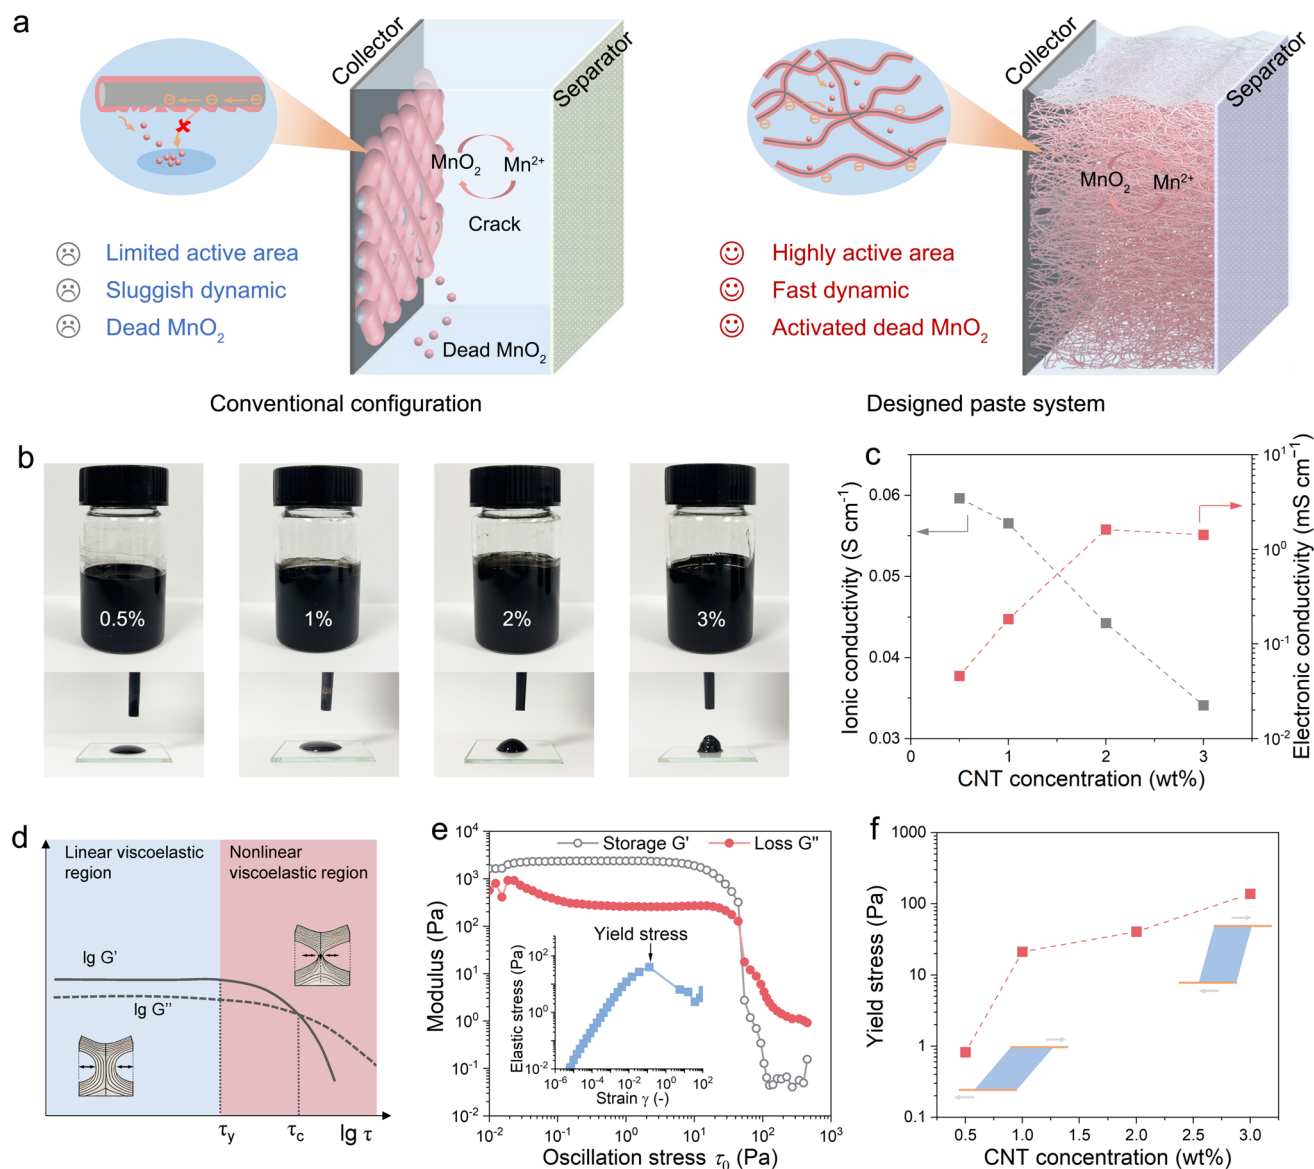 a
Collector
Separator
MnO2
Mn2+
Crack
Dead MnO2
Limited active area
Sluggish dynamic
Dead MnO2
Conventional configuration
Collector
Separator
MnO2
Mn2+
Highly active area
Fast dynamic
Activated dead MnO2
Designed paste system
b
0.5%
1%
2%
3%
c
Ionic conductivity (S cm−1)
0.06
0.05
0.04
0.03
Electronic conductivity (mS cm−1)
10^1
10^0
10^-1
10^-2
0
1
2
3
CNT concentration (wt%)
d
Linear viscoelastic
region
Nonlinear
viscoelastic region
lg G'
lg G''
τy
τc
lg τ
e
Modulus (Pa)
10^4
10^3
10^2
10^1
10^0
10^-1
10^-2
Storage G'
Loss G"
Yield stress
Elastic stress (Pa)
10^2
10^0
10^-2
10^-6
10^-4
10^-2
10^0
10^2
Strain γ (-)
10^-2
10^-1
10^0
10^1
10^2
10^3
Oscillation stress τ0 (Pa)
f
Yield stress (Pa)
1000
100
10
1
0.1
0.5
1.0
2.0
3.0
CNT concentration (wt%)